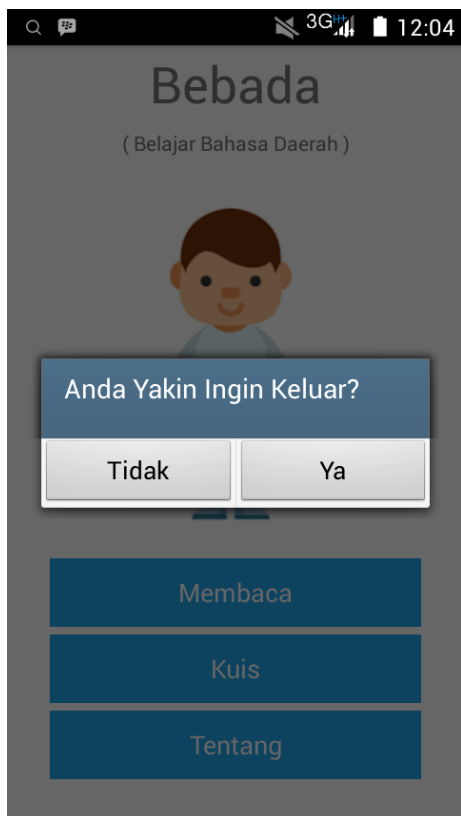 3G H+ 12:04
Bebada
( Belajar Bahasa Daerah )
Anda Yakin Ingin Keluar?
Tidak Ya
Membaca
Kuis
Tentang